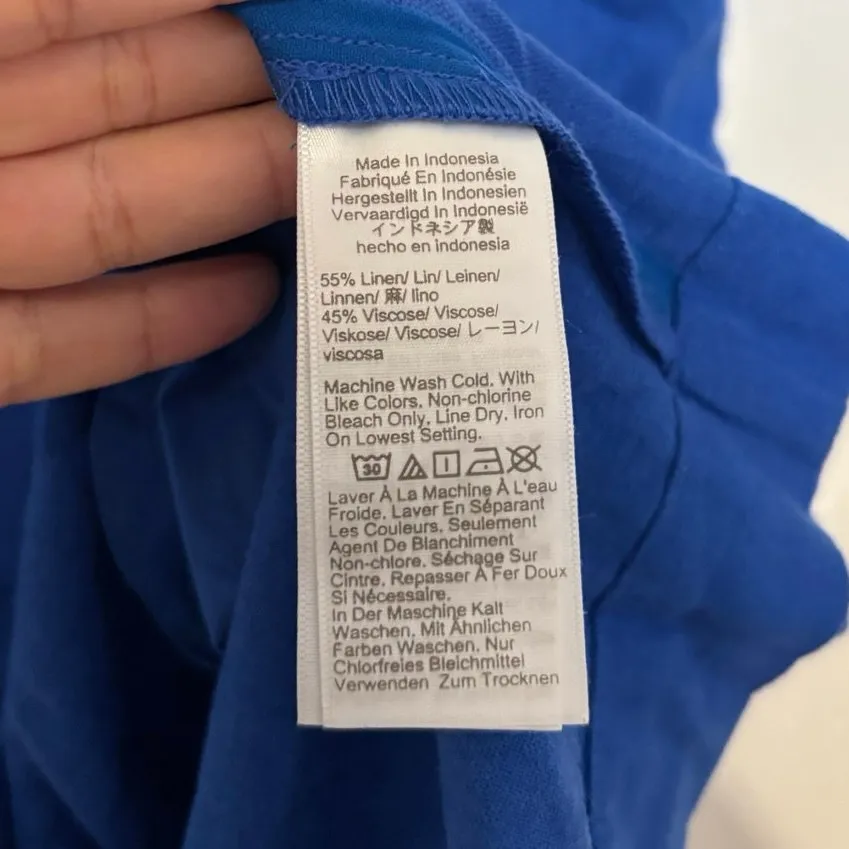 Made In Indonesia
Fabriqué En Indonésie
Hergestellt In Indonesien
Vervaardigd In Indonesië
インドネシア製
hecho en indonesia
55% Linen/ Lin/ Leinen/
Linnen/ 麻/ lino
45% Viscose/ Viscose/
Viskose/ Viscose/ レーヨン/
viscosa
Machine Wash Cold. With
Like Colors. Non-chlorine
Bleach Only. Line Dry. Iron
On Lowest Setting.
30
Laver À La Machine À L'eau
Froide. Laver En Séparant
Les Couleurs. Seulement
Agent De Blanchiment
Non-chlore. Séchage Sur
Cintre. Repasser À Fer Doux
Si Nécessaire.
In Der Maschine Kalt
Waschen. Mit Ähnlichen
Farben Waschen. Nur
Chlorfreies Bleichmittel
Verwenden Zum Trocknen